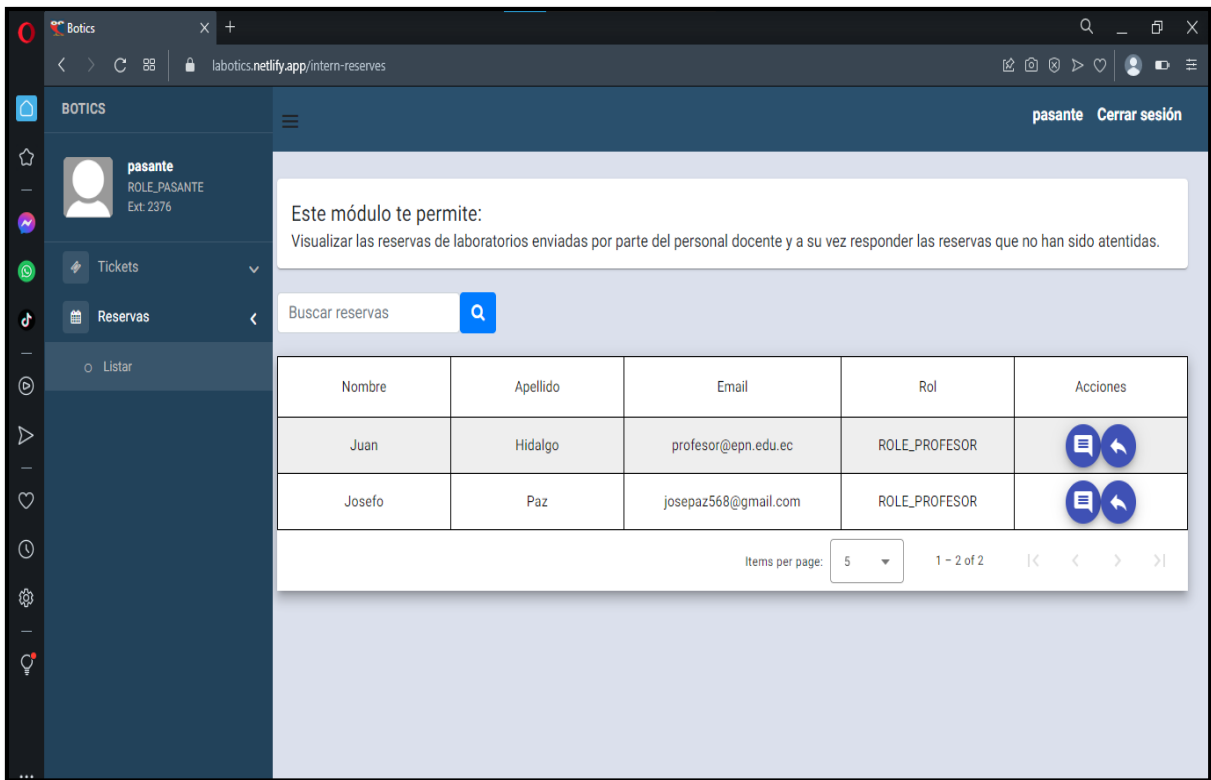 Botics
labotics.netlify.app/intern-reserves
BOTICS
pasante Cerrar sesión
pasante
ROLE_PASANTE
Ext: 2376
Tickets
Reservas
Listar
Este módulo te permite:
Visualizar las reservas de laboratorios enviadas por parte del personal docente y a su vez responder las reservas que no han sido atentidas.
Buscar reservas
Nombre Apellido Email Rol Acciones
Juan Hidalgo profesor@epn.edu.ec ROLE_PROFESOR
Josefo Paz josepaz568@gmail.com ROLE_PROFESOR
Items per page: 5 1 – 2 of 2